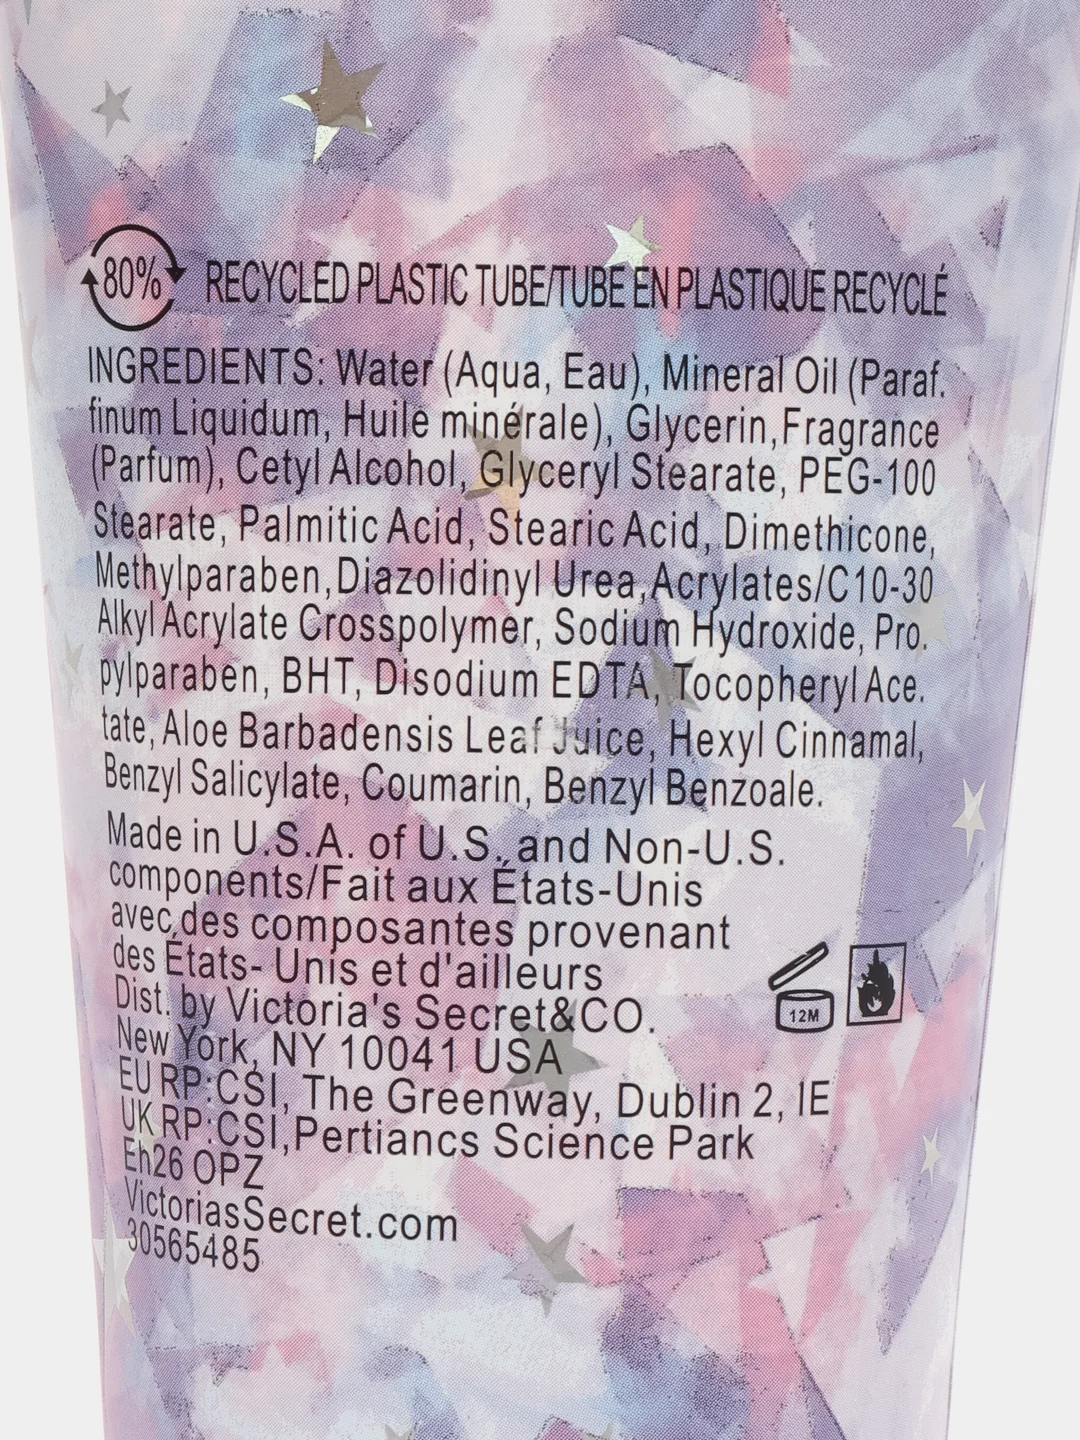 80% RECYCLED PLASTIC TUBE/TUBE EN PLASTIQUE RECYCLÉ
INGREDIENTS: Water (Aqua, Eau), Mineral Oil (Paraf.
finum Liquidum, Huile minérale), Glycerin,Fragrance
(Parfum), Cetyl Alcohol, Glyceryl Stearate, PEG-100
Stearate, Palmitic Acid, Stearic Acid, Dimethicone,
Methylparaben,Diazolidinyl Urea,Acrylates/C10-30
Alkyl Acrylate Crosspolymer, Sodium Hydroxide, Pro.
pylparaben, BHT, Disodium EDTA, Tocopheryl Ace.
tate, Aloe Barbadensis Leaf Juice, Hexyl Cinnamal,
Benzyl Salicylate, Coumarin, Benzyl Benzoale.
Made in U.S.A. of U.S. and Non-U.S.
components/Fait aux États-Unis
avec des composantes provenant
des États- Unis et d'ailleurs
Dist. by Victoria's Secret&CO.
New York, NY 10041 USA
EU RP:CSI, The Greenway, Dublin 2, IE
UK RP:CSI,Pertiancs Science Park
Eh26 OPZ
VictoriasSecret.com
30565485
12M